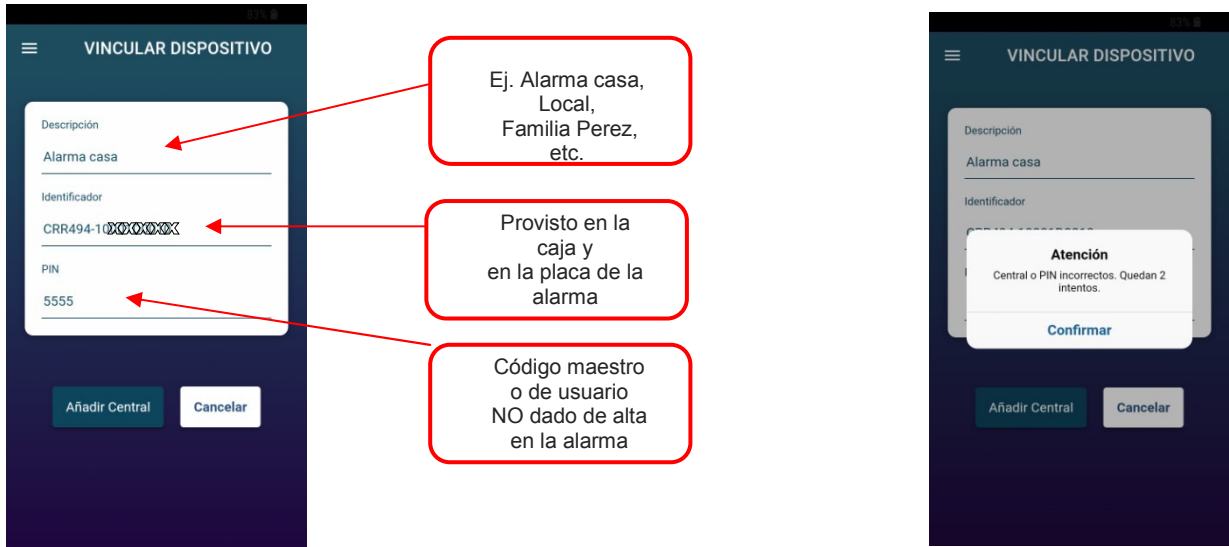 83%
VINCULAR DISPOSITIVO
Descripción
Alarma casa
Identificador
CRR494-10
PIN
5555
Añadir Central
Cancelar
Ej. Alarma casa,
Local,
Familia Perez,
etc.
Provisto en la
caja y
en la placa de la
alarma
Código maestro
o de usuario
NO dado de alta
en la alarma
83%
VINCULAR DISPOSITIVO
Descripción
Alarma casa
Identificador
Atención
Central o PIN incorrectos. Quedan 2
intentos.
Confirmar
Añadir Central
Cancelar